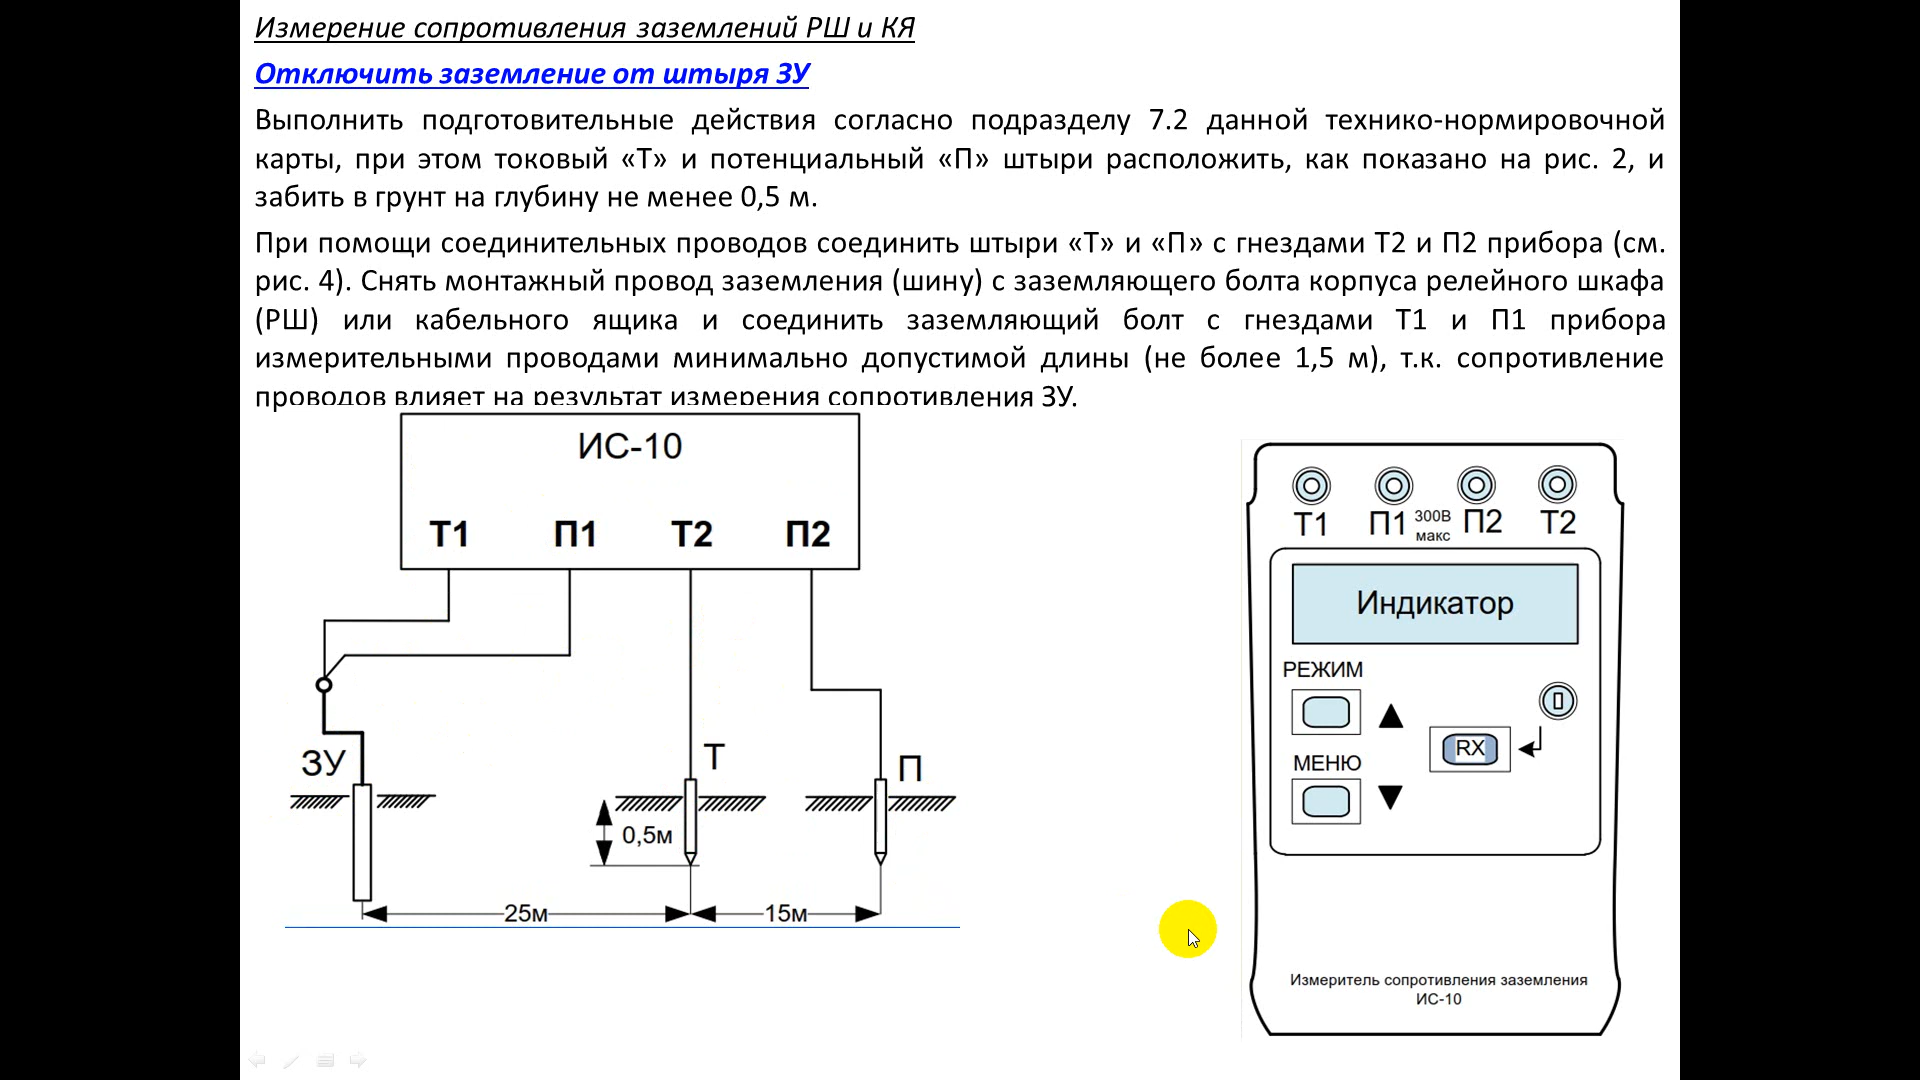 Измерение сопротивления заземлений РШ и КЯ
Отключить заземление от штыря ЗУ
Выполнить подготовительные действия согласно подразделу 7.2 данной технико-нормировочной
карты, при этом токовый «Т» и потенциальный «П» штыри расположить, как показано на рис. 2, и
забить в грунт на глубину не менее 0,5 м.
При помощи соединительных проводов соединить штыри «Т» и «П» с гнездами Т2 и П2 прибора (см.
рис. 4). Снять монтажный провод заземления (шину) с заземляющего болта корпуса релейного шкафа
(РШ) или кабельного ящика и соединить заземляющий болт с гнездами Т1 и П1 прибора
измерительными проводами минимально допустимой длины (не более 1,5 м), т.к. сопротивление
проводов влияет на результат измерения сопротивления ЗУ.
ИС-10
Т1 П1 Т2 П2
ЗУ
Т
П
0,5м
25м
15м
Т1 П1 300В макс П2 Т2
Индикатор
РЕЖИМ
RX
МЕНЮ
Измеритель сопротивления заземления
ИС-10